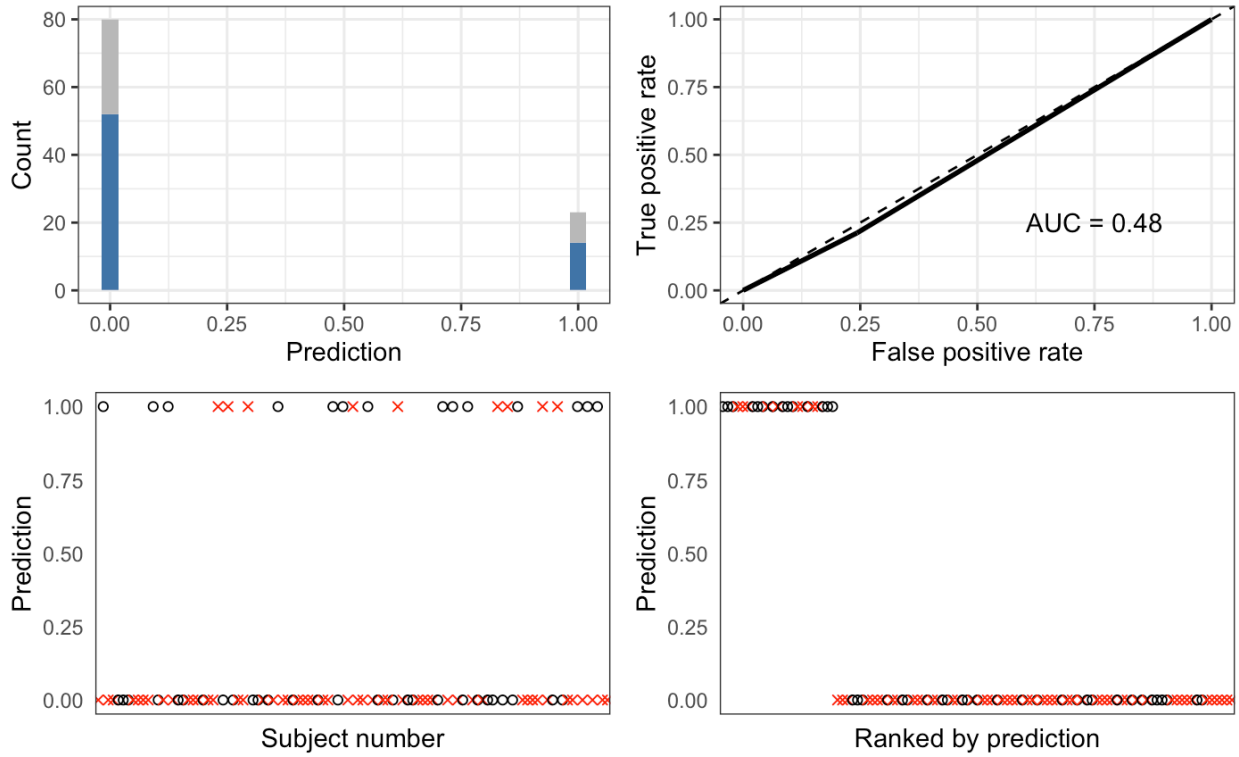 80
60
40
20
0
Count
0.00 0.25 0.50 0.75 1.00
Prediction
1.00
0.75
0.50
0.25
0.00
True positive rate
AUC = 0.48
0.00 0.25 0.50 0.75 1.00
False positive rate
1.00
0.75
0.50
0.25
0.00
Prediction
Subject number
1.00
0.75
0.50
0.25
0.00
Prediction
Ranked by prediction